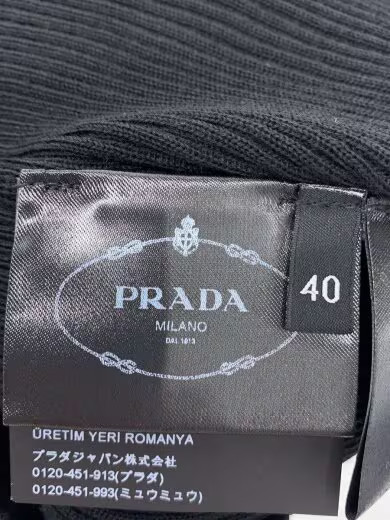 PRADA
MILANO
DAL 1913
40
ÜRETİM YERİ ROMANYA
プラダジャパン株式会社
0120-451-913(プラダ)
0120-451-993(ミュウミュウ)